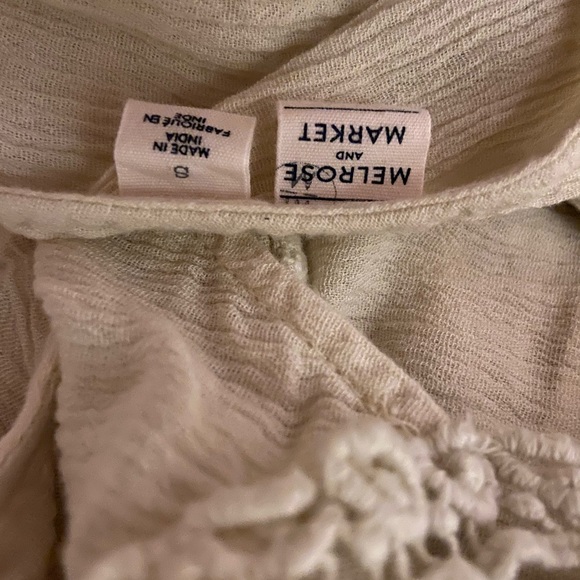 MELROSE
AND
MARKET
MADE IN
INDIA
FABRIQUÉ EN
INDE